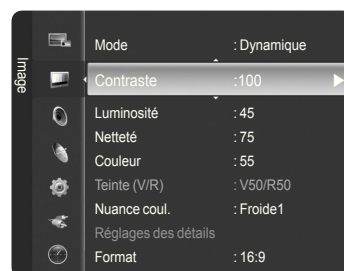 Image
Mode : Dynamique
Contraste :100
Luminosité : 45
Netteté : 75
Couleur : 55
Teinte (V/R) : V50/R50
Nuance coul. : Froide1
Réglages des détails
Format : 16:9